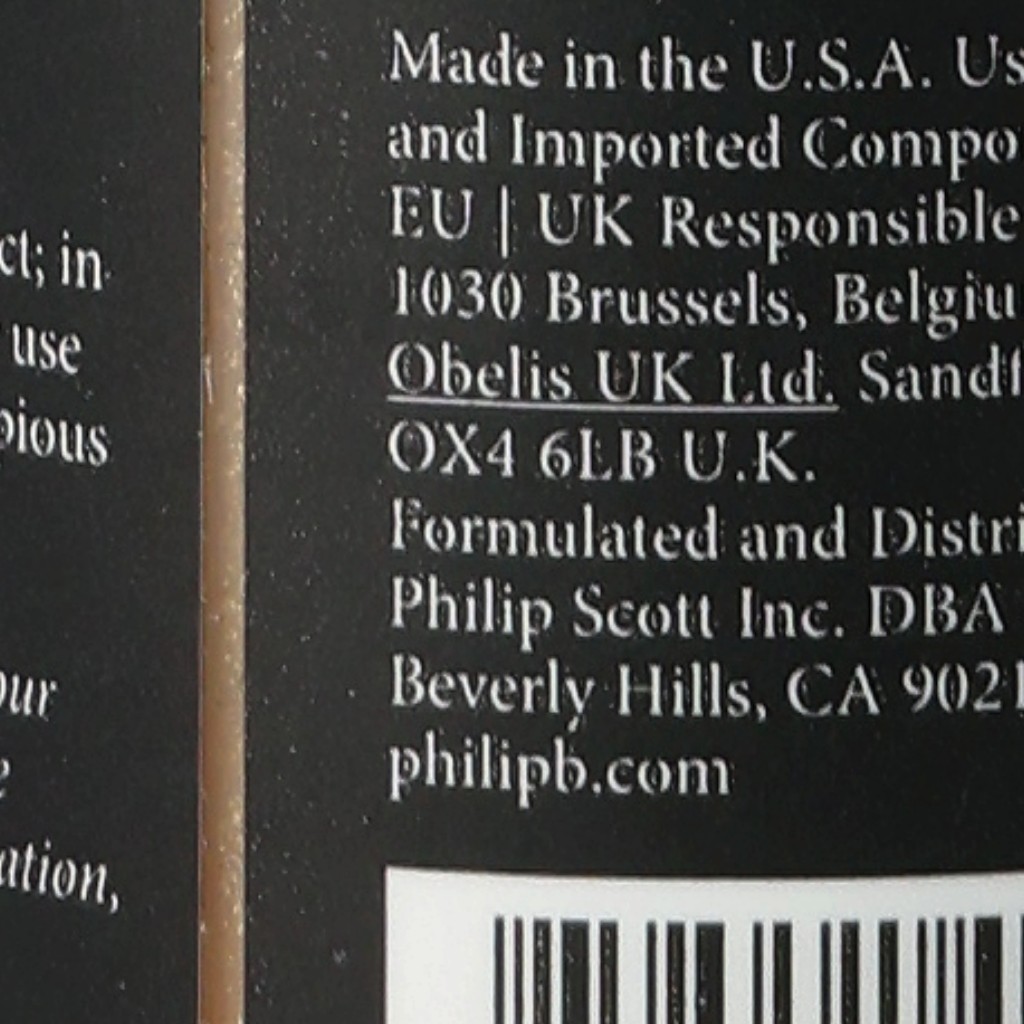 ct; in
use
pious
our
e
ation,
Made in the U.S.A. Us
and Imported Compo
EU | UK Responsible
1030 Brussels, Belgiu
Obelis UK Ltd. Sandf
OX4 6LB U.K.
Formulated and Distri
Philip Scott Inc. DBA
Beverly Hills, CA 9021
philipb.com